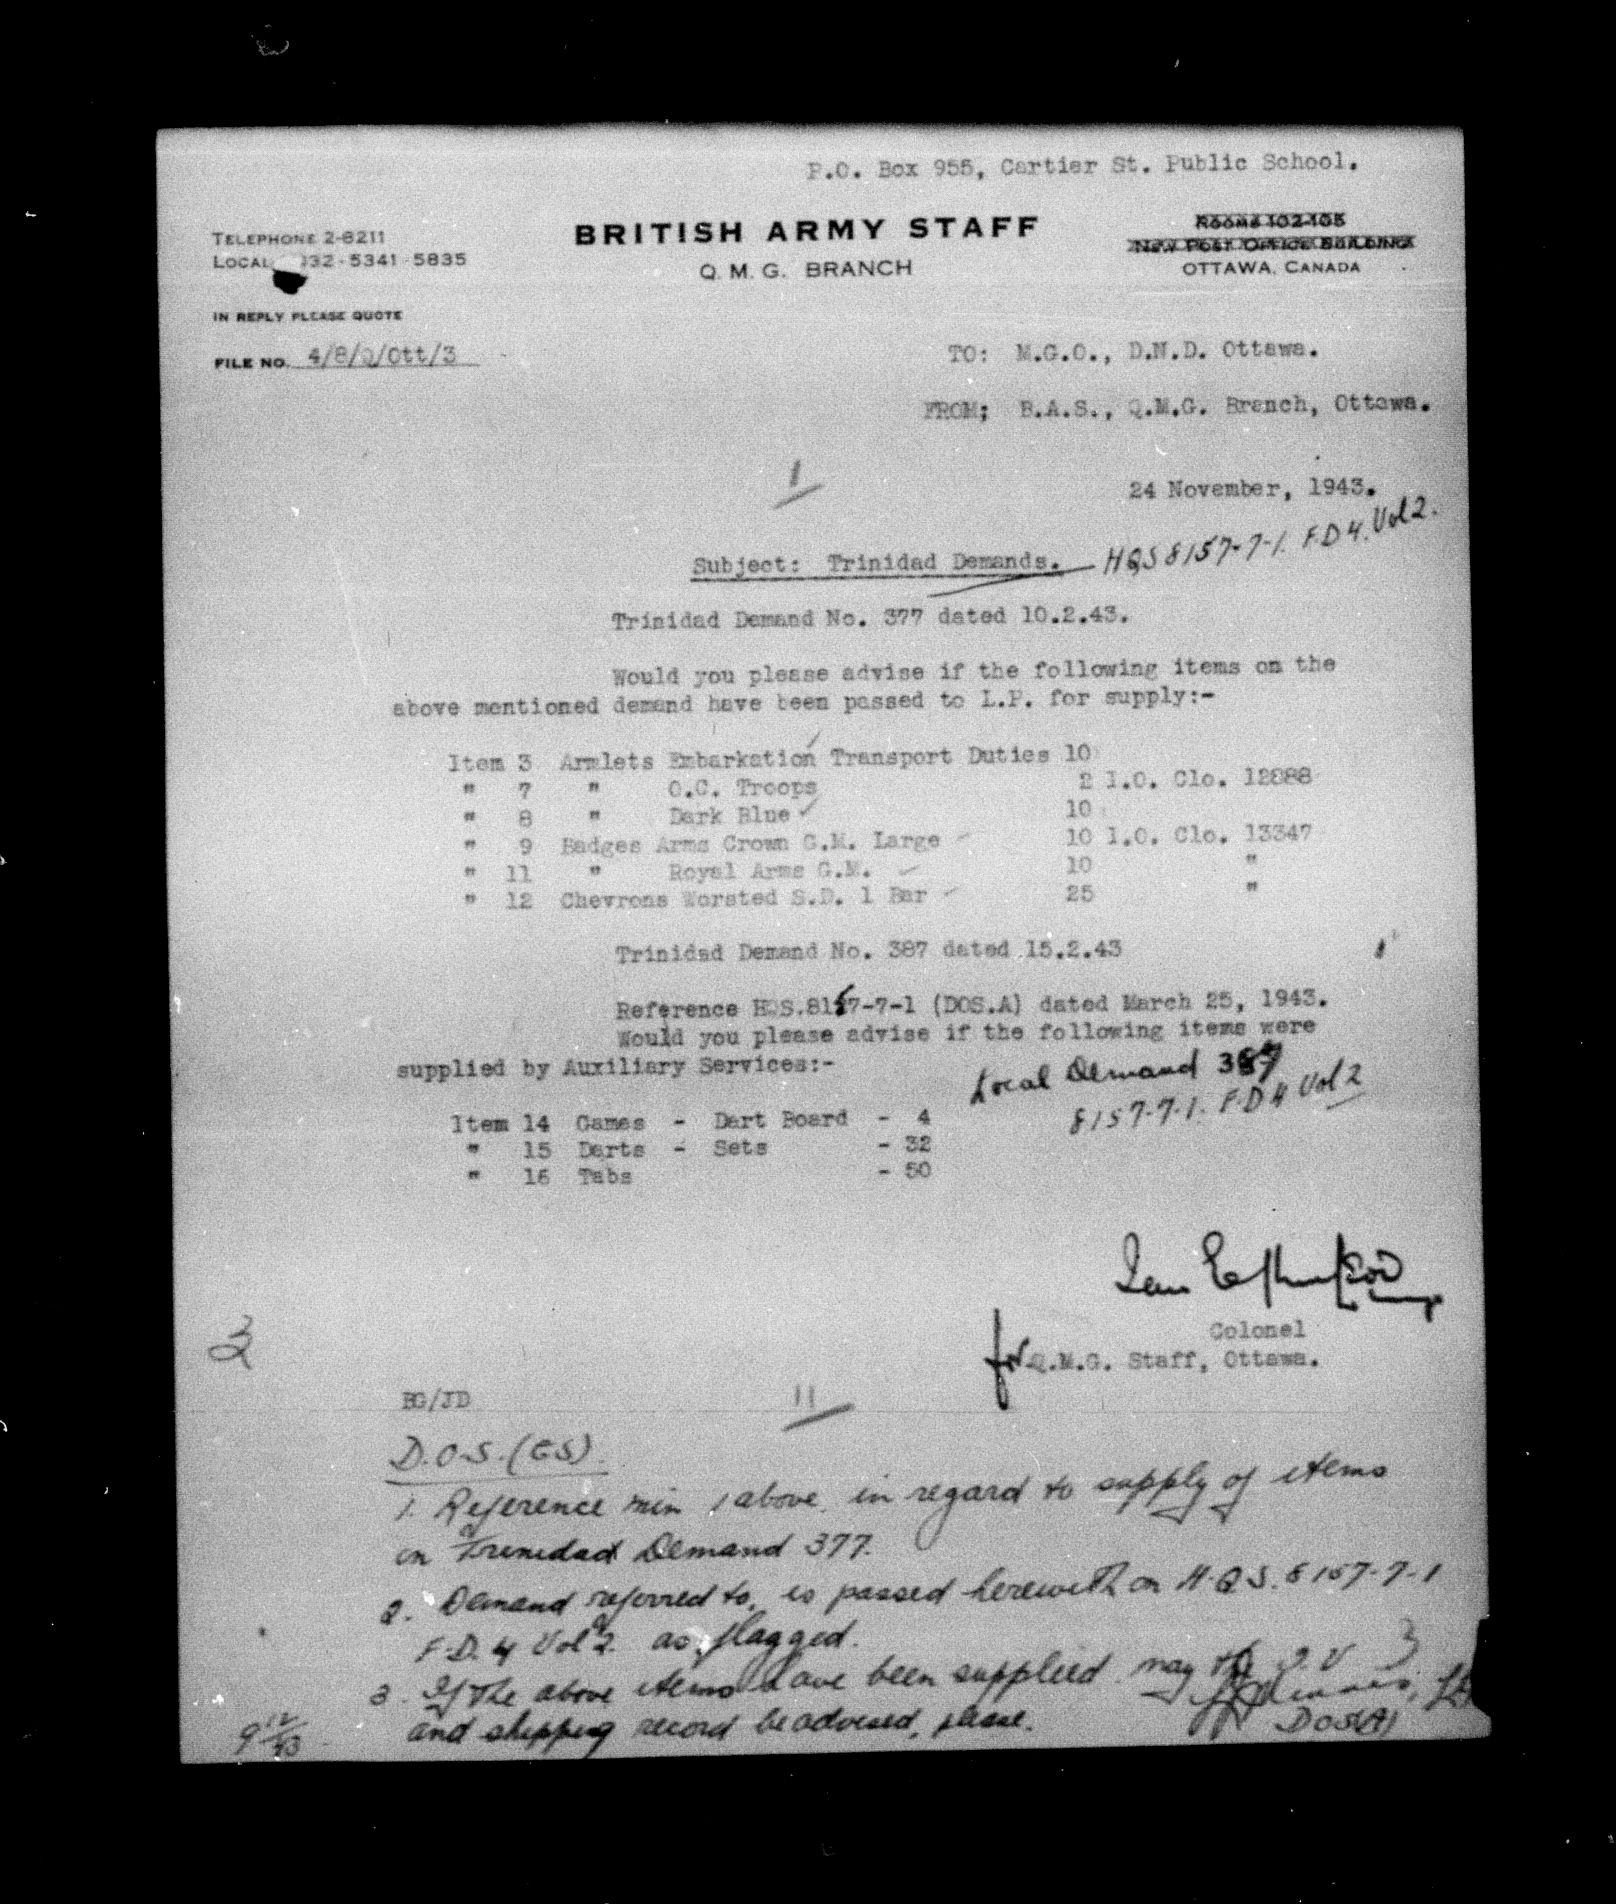 P.O. Box 955, Cartier St. Public School.
TELEPHONE 2-8211
LOCAL 032-5341-5835
BRITISH ARMY STAFF
Q. M. G. BRANCH
ROOMS 102-105
NEW POST OFFICE BUILDING
OTTAWA, CANADA
IN REPLY PLEASE QUOTE
FILE NO. 4/8/Q/Ott/3
TO: M.G.O., D.N.D. Ottawa.
FROM; B.A.S., Q.M.G. Branch, Ottawa.
I
24 November, 1943.
Subject: Trinidad Demands. HQS 8157-7-1. F.D 4. Vol 2.
Trinidad Demand No. 377 dated 10.2.43.
Would you please advise if the following items on the
above mentioned demand have been passed to L.P. for supply:-
Item 3 Armlets Embarkation Transport Duties 10
" 7 " O.C. Troops 2 I.O. Clo. 12888
" 8 " Dark Blue 10
" 9 Badges Arms Crown G.M. Large 10 I.O. Clo. 13347
" 11 " Royal Arms G.M. 10 "
" 12 Chevrons Worsted S.D. 1 Bar 25 "
Trinidad Demand No. 387 dated 15.2.43
Reference HQS.8157-7-1 (DOS.A) dated March 25, 1943.
Would you please advise if the following items were
supplied by Auxiliary Services:-
Local Demand 387
8157-7-1. F.D 4 Vol 2
Item 14 Games - Dart Board - 4
" 15 Darts - Sets - 32
" 16 Tabs - 50
Colonel
for Q.M.G. Staff, Ottawa.
3
BG/JD
II
D.O.S. (GS).
1. Reference min 1 above, in regard to supply of items
on Trinidad Demand 377.
2. Demand referred to, is passed herewith on H.Q.S. 8157-7-1
F.D. 4 Vol 2. as flagged.
3. If the above items have been supplied may the I.V
and shipping record be advised, please.
DOS(A)
9 12/43